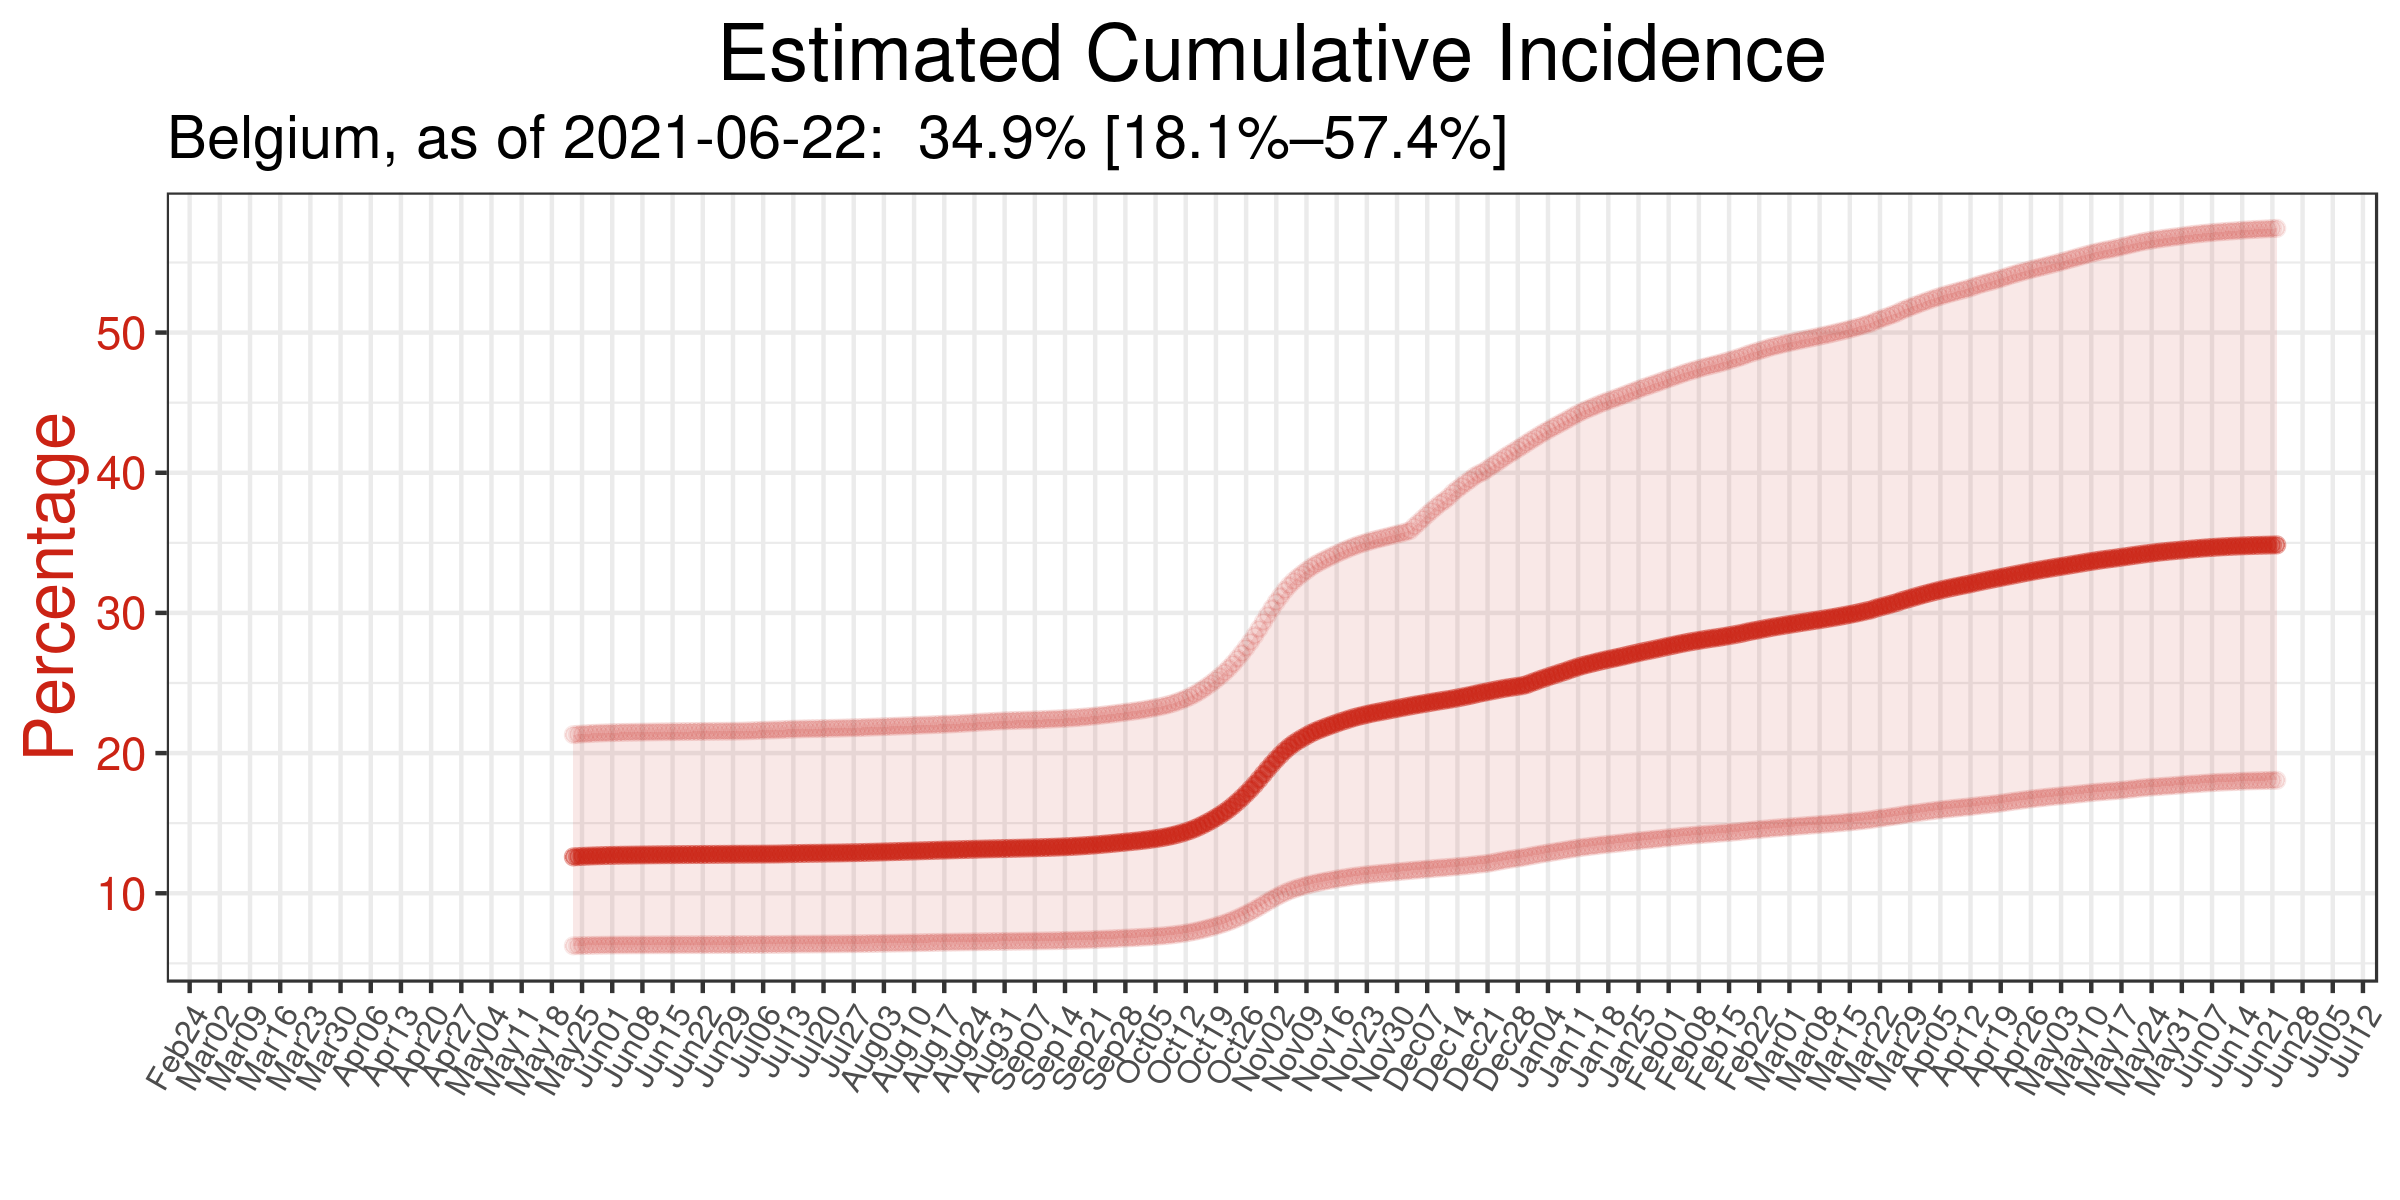 Estimated Cumulative Incidence
Belgium, as of 2021-06-22: 34.9% [18.1%–57.4%]
Percentage
50
40
30
20
10
Feb24
Mar02
Mar09
Mar16
Mar23
Mar30
Apr06
Apr13
Apr20
Apr27
May04
May11
May18
May25
Jun01
Jun08
Jun15
Jun22
Jun29
Jul06
Jul13
Jul20
Jul27
Aug03
Aug10
Aug17
Aug24
Aug31
Sep07
Sep14
Sep21
Sep28
Oct05
Oct12
Oct19
Oct26
Nov02
Nov09
Nov16
Nov23
Nov30
Dec07
Dec14
Dec21
Dec28
Jan04
Jan11
Jan18
Jan25
Feb01
Feb08
Feb15
Feb22
Mar01
Mar08
Mar15
Mar22
Mar29
Apr05
Apr12
Apr19
Apr26
May03
May10
May17
May24
May31
Jun07
Jun14
Jun21
Jun28
Jul05
Jul12